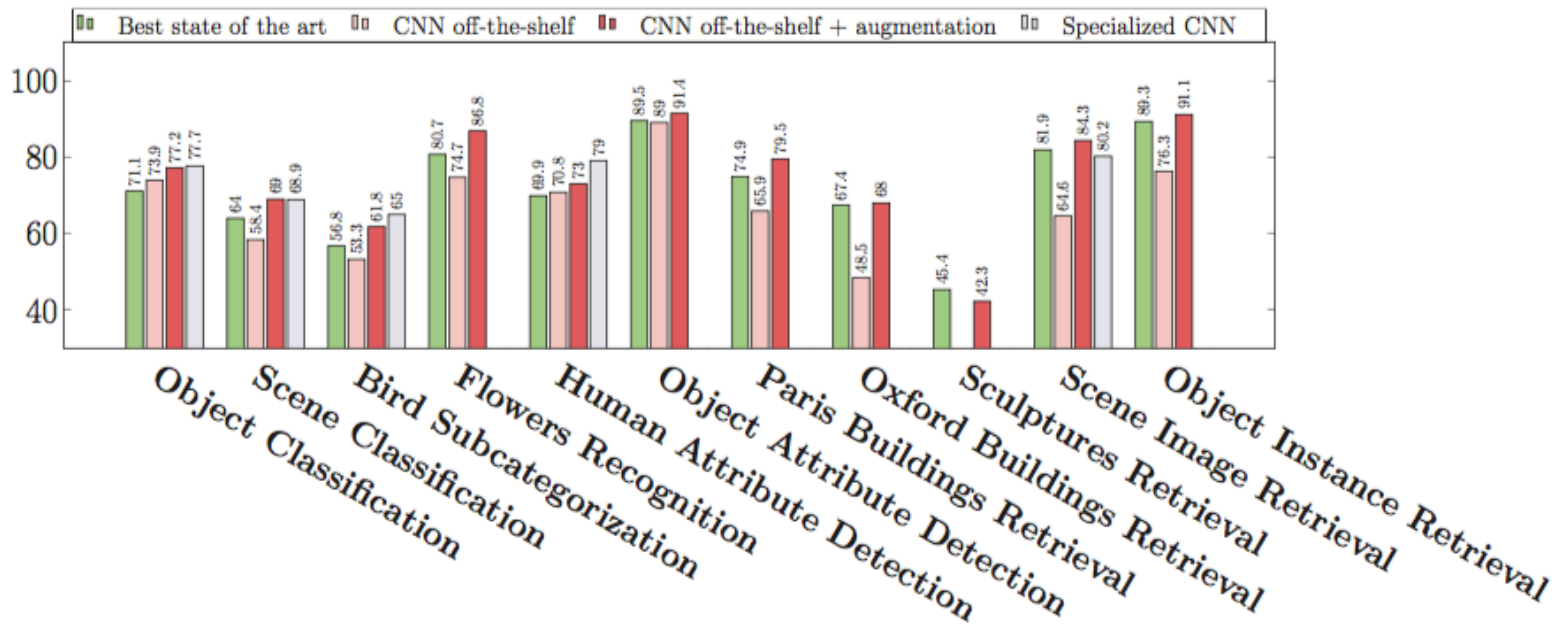 Best state of the art CNN off-the-shelf CNN off-the-shelf + augmentation Specialized CNN
100
80
60
40
71.1 73.9 77.2 77.7
64 58.4 69 68.9
56.8 53.3 61.8 65
80.7 74.7 86.8
69.9 70.8 73 79
89.5 89 91.4
74.9 65.9 79.5
67.4 48.5 68
45.4 42.3
81.9 64.6 84.3 80.2
89.3 76.3 91.1
Object Classification
Scene Classification
Bird Subcategorization
Flowers Recognition
Human Attribute Detection
Object Attribute Detection
Paris Buildings Retrieval
Oxford Buildings Retrieval
Sculptures Retrieval
Scene Image Retrieval
Object Instance Retrieval